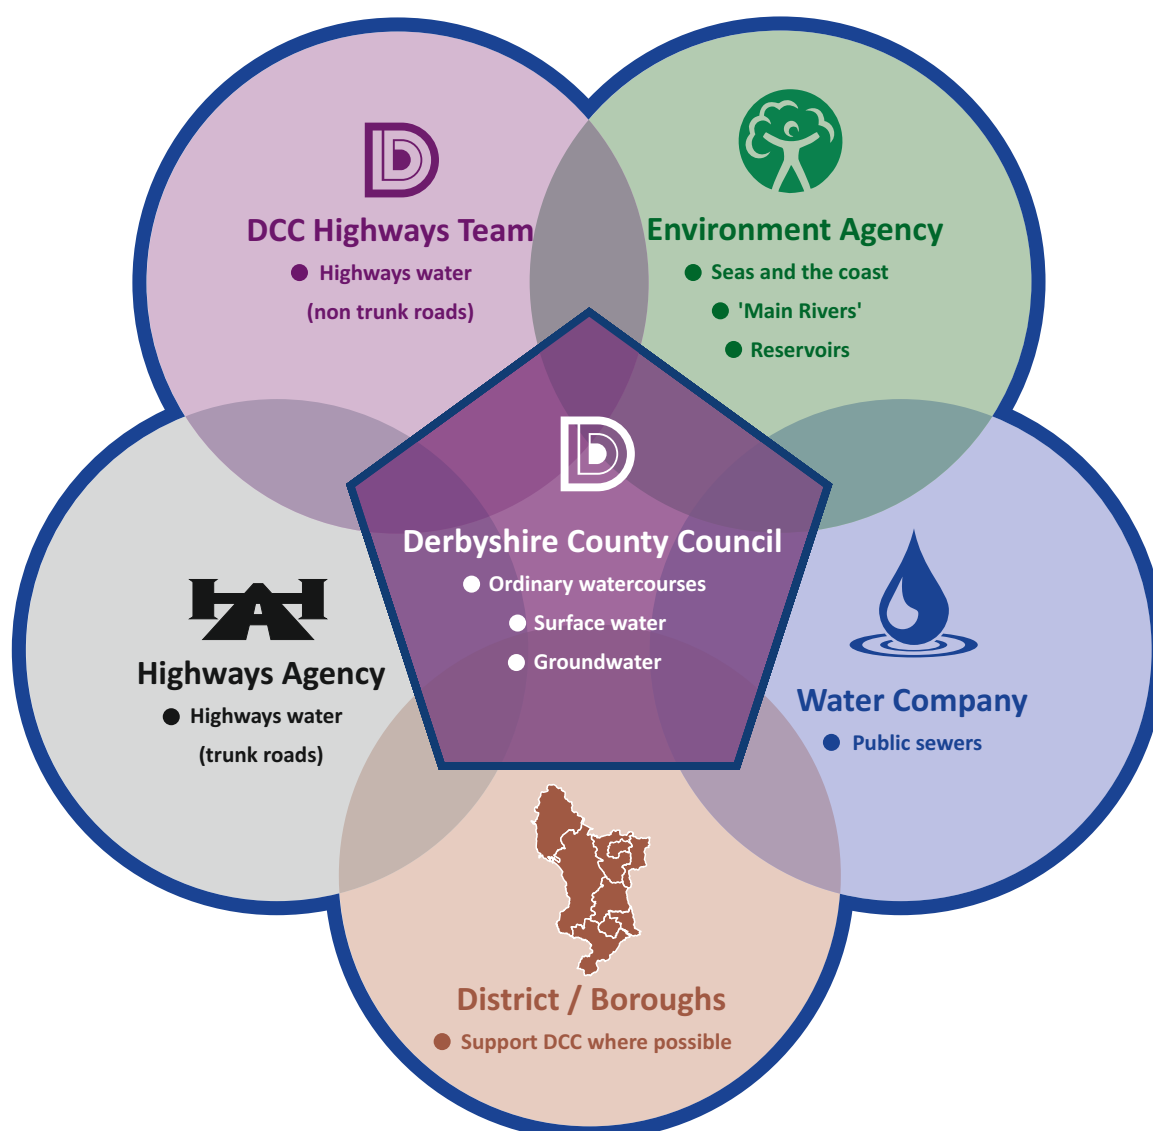 DCC Highways Team
● Highways water
(non trunk roads)
Environment Agency
● Seas and the coast
● 'Main Rivers'
● Reservoirs
Derbyshire County Council
● Ordinary watercourses
● Surface water
● Groundwater
Highways Agency
● Highways water
(trunk roads)
Water Company
● Public sewers
District / Boroughs
● Support DCC where possible